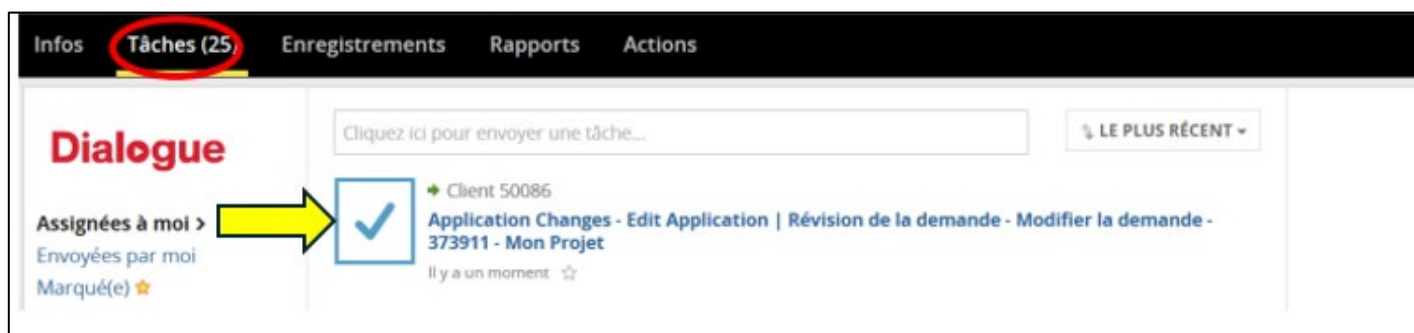 Infos Tâches (25) Enregistrements Rapports Actions
Dialogue
Cliquez ici pour envoyer une tâche...
LE PLUS RÉCENT
Assignées à moi >
Envoyées par moi
Marqué(e)
Client 50086
Application Changes - Edit Application | Révision de la demande - Modifier la demande -
373911 - Mon Projet
Il y a un moment